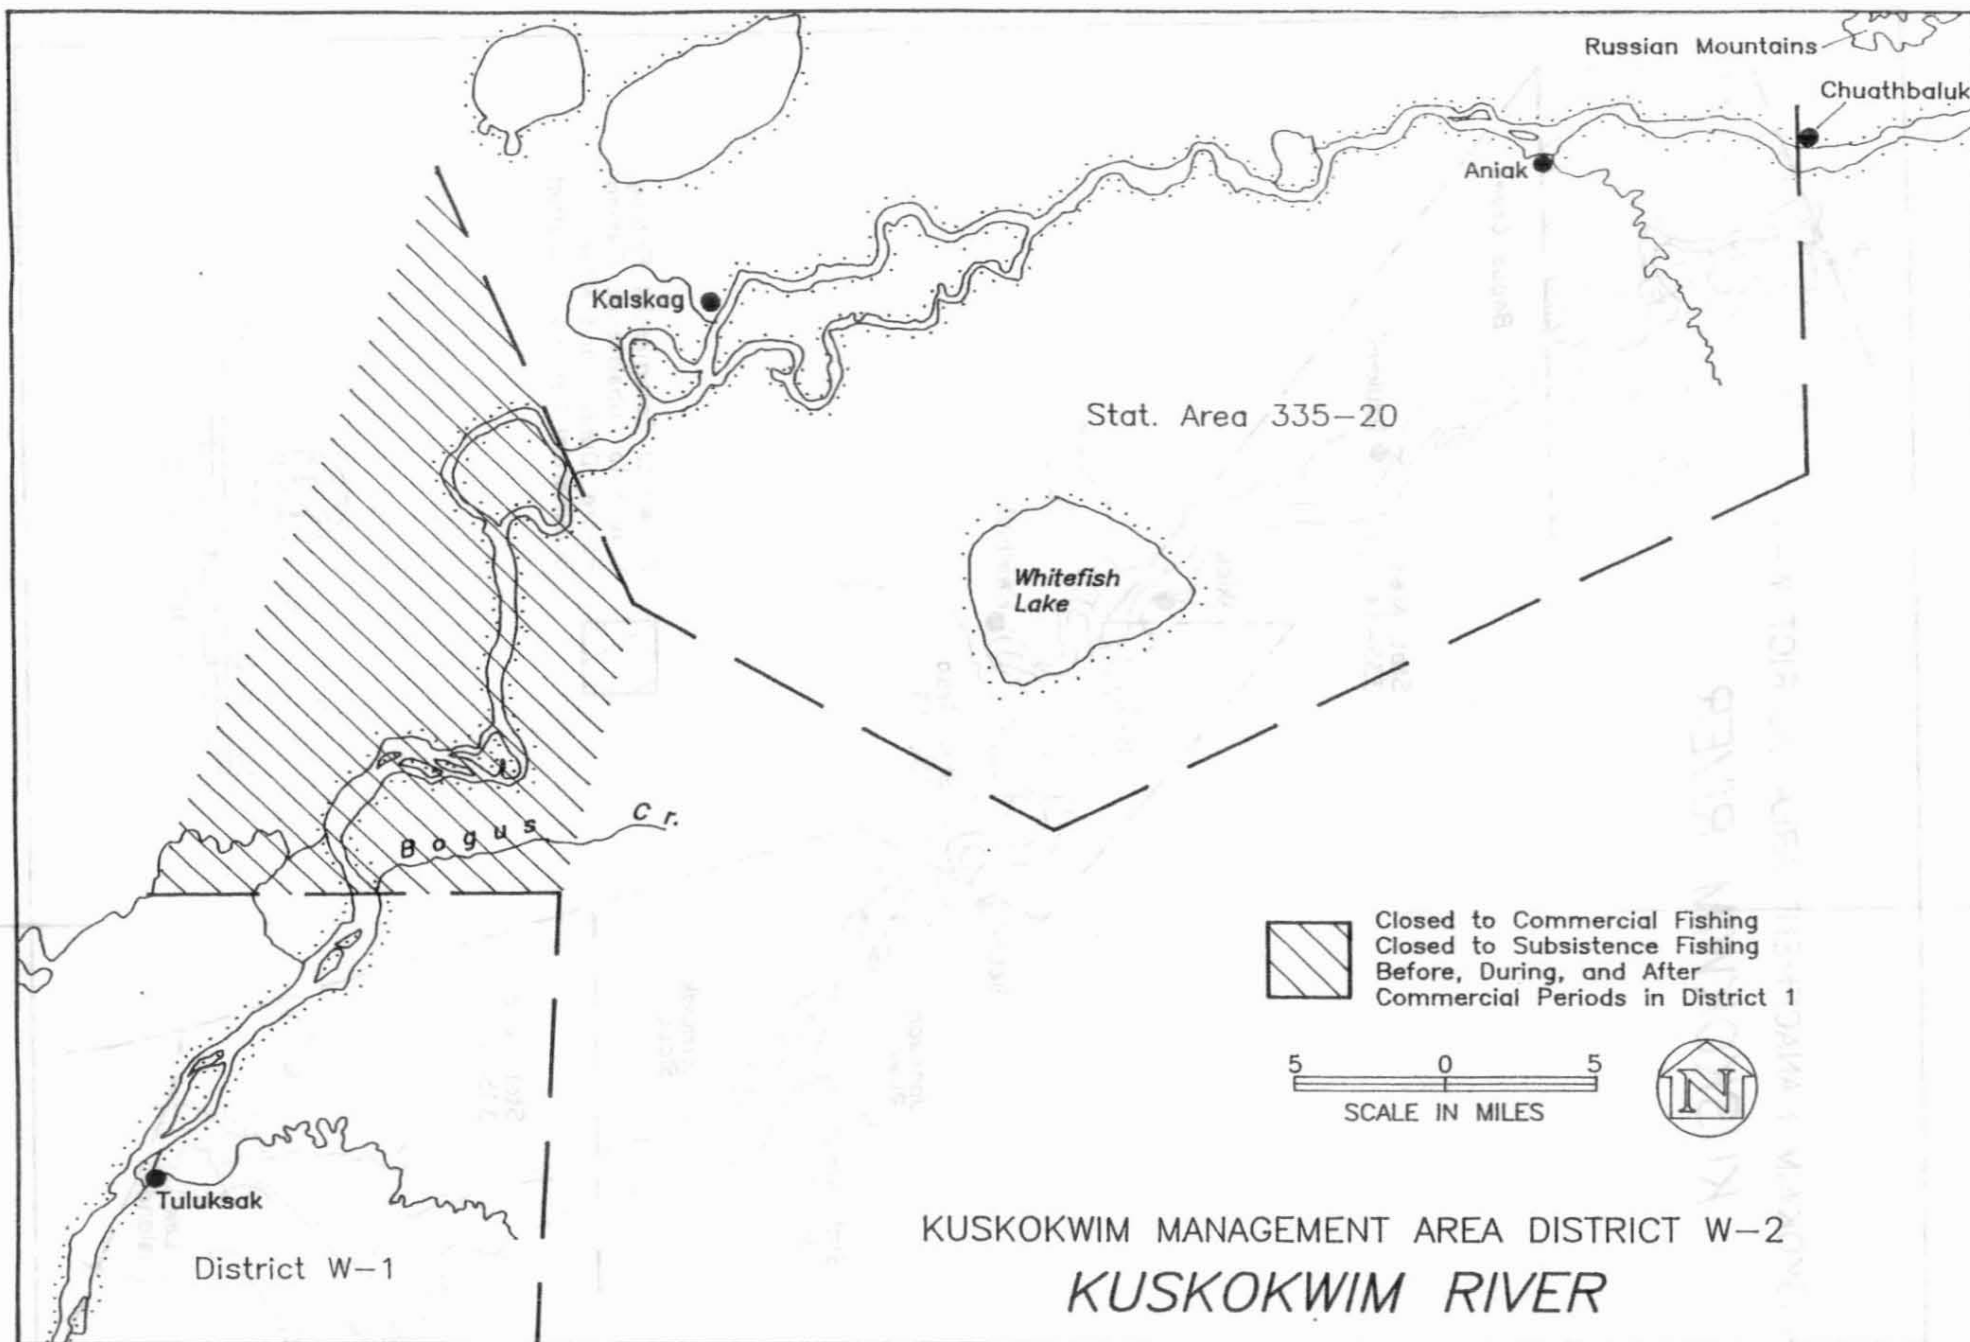 Russian Mountains
Chuathbaluk
Aniak
Kalskag
Stat. Area 335-20
Whitefish
Lake
Bogus Cr.
Closed to Commercial Fishing
Closed to Subsistence Fishing
Before, During, and After
Commercial Periods in District 1
5 0 5
SCALE IN MILES
N
Tuluksak
District W-1
KUSKOKWIM MANAGEMENT AREA DISTRICT W-2
KUSKOKWIM RIVER